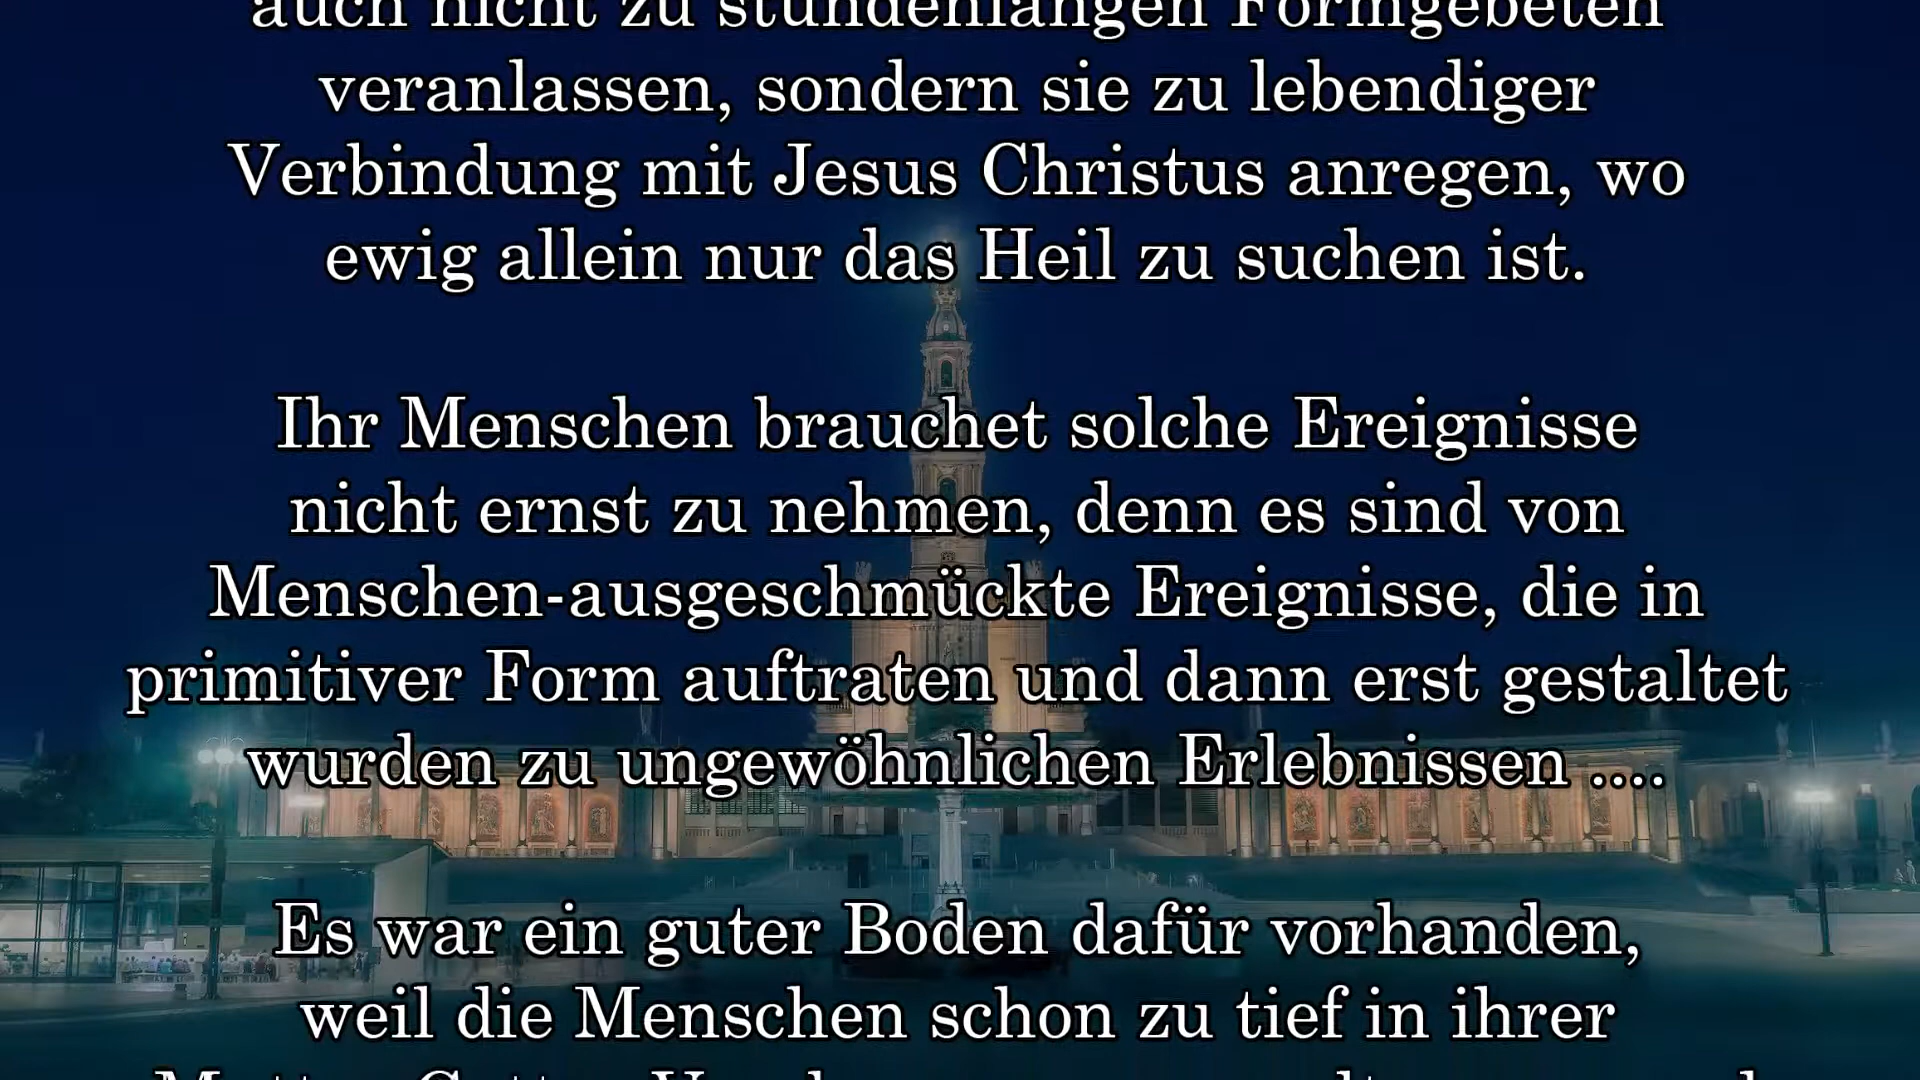 auch nicht zu stundenlangen Formgebeten
veranlassen, sondern sie zu lebendiger
Verbindung mit Jesus Christus anregen, wo
ewig allein nur das Heil zu suchen ist.
Ihr Menschen brauchet solche Ereignisse
nicht ernst zu nehmen, denn es sind von
Menschen-ausgeschmückte Ereignisse, die in
primitiver Form auftraten und dann erst gestaltet
wurden zu ungewöhnlichen Erlebnissen ....
Es war ein guter Boden dafür vorhanden,
weil die Menschen schon zu tief in ihrer